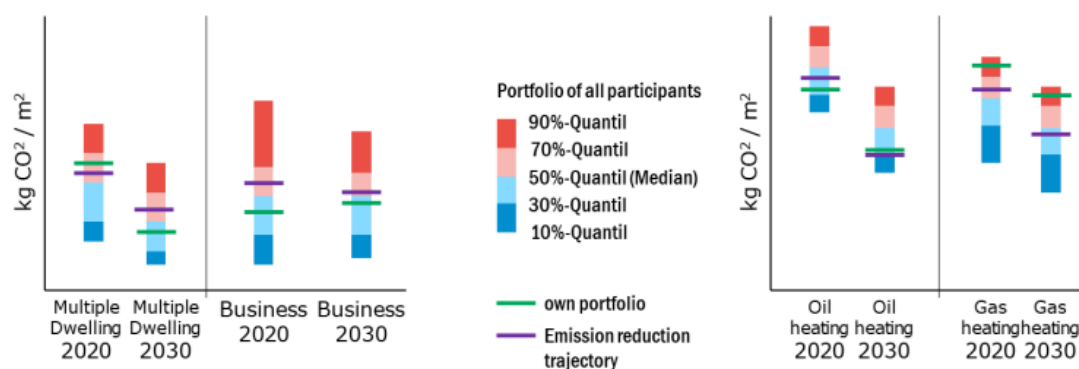 kg CO² / m²
Multiple
Dwelling
2020
Multiple
Dwelling
2030
Business
2020
Business
2030
Portfolio of all participants
90%-Quantil
70%-Quantil
50%-Quantil (Median)
30%-Quantil
10%-Quantil
own portfolio
Emission reduction
trajectory
kg CO² / m²
Oil
heating
2020
Oil
heating
2030
Gas
heating
2020
Gas
heating
2030